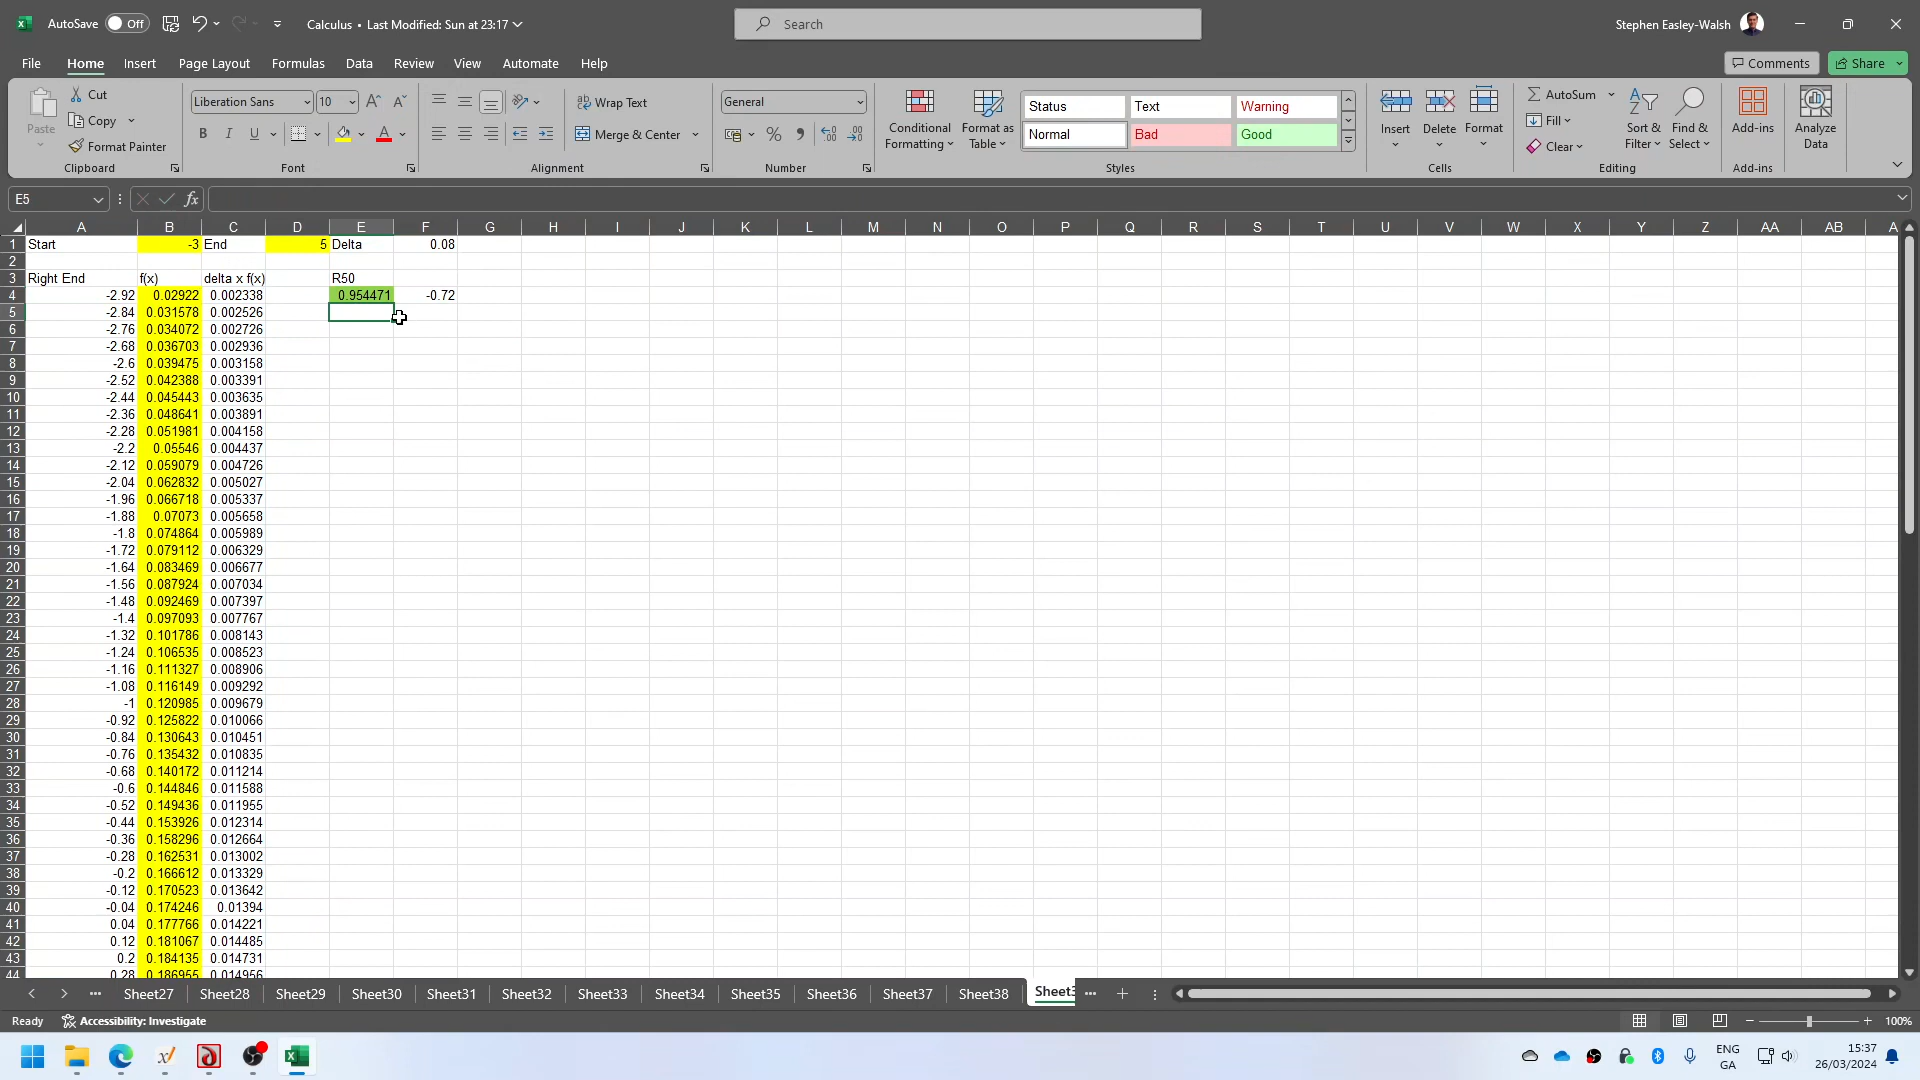 AutoSave Off Calculus • Last Modified: Sun at 23:17 Search Stephen Easley-Walsh
File Home Insert Page Layout Formulas Data Review View Automate Help Comments Share
Paste Cut Copy Format Painter Clipboard
Liberation Sans 10 B I U A Font
Wrap Text Merge & Center Alignment
General % Number
Conditional Formatting Format as Table
Status Text Warning
Normal Bad Good
Styles
Insert Delete Format Cells
AutoSum Fill Clear Sort & Filter Find & Select Editing
Add-ins Add-ins
Analyze Data
E5 fx
A B C D E F G H I J K L M N O P Q R S T U V W X Y Z AA AB A
1 Start -3 End 5 Delta 0.08
2
3 Right End f(x) delta x f(x) R50
4 -2.92 0.02922 0.002338 0.954471 -0.72
5 -2.84 0.031578 0.002526
6 -2.76 0.034072 0.002726
7 -2.68 0.036703 0.002936
8 -2.6 0.039475 0.003158
9 -2.52 0.042388 0.003391
10 -2.44 0.045443 0.003635
11 -2.36 0.048641 0.003891
12 -2.28 0.051981 0.004158
13 -2.2 0.05546 0.004437
14 -2.12 0.059079 0.004726
15 -2.04 0.062832 0.005027
16 -1.96 0.066718 0.005337
17 -1.88 0.07073 0.005658
18 -1.8 0.074864 0.005989
19 -1.72 0.079112 0.006329
20 -1.64 0.083469 0.006677
21 -1.56 0.087924 0.007034
22 -1.48 0.092469 0.007397
23 -1.4 0.097093 0.007767
24 -1.32 0.101786 0.008143
25 -1.24 0.106535 0.008523
26 -1.16 0.111327 0.008906
27 -1.08 0.116149 0.009292
28 -1 0.120985 0.009679
29 -0.92 0.125822 0.010066
30 -0.84 0.130643 0.010451
31 -0.76 0.135432 0.010835
32 -0.68 0.140172 0.011214
33 -0.6 0.144846 0.011588
34 -0.52 0.149436 0.011955
35 -0.44 0.153926 0.012314
36 -0.36 0.158296 0.012664
37 -0.28 0.162531 0.013002
38 -0.2 0.166612 0.013329
39 -0.12 0.170523 0.013642
40 -0.04 0.174246 0.01394
41 0.04 0.177766 0.014221
42 0.12 0.181067 0.014485
43 0.2 0.184135 0.014731
44 0.28 0.186955 0.014956
Sheet27 Sheet28 Sheet29 Sheet30 Sheet31 Sheet32 Sheet33 Sheet34 Sheet35 Sheet36 Sheet37 Sheet38 Sheet3
Ready Accessibility: Investigate 100%
ENG GA 15:37 26/03/2024